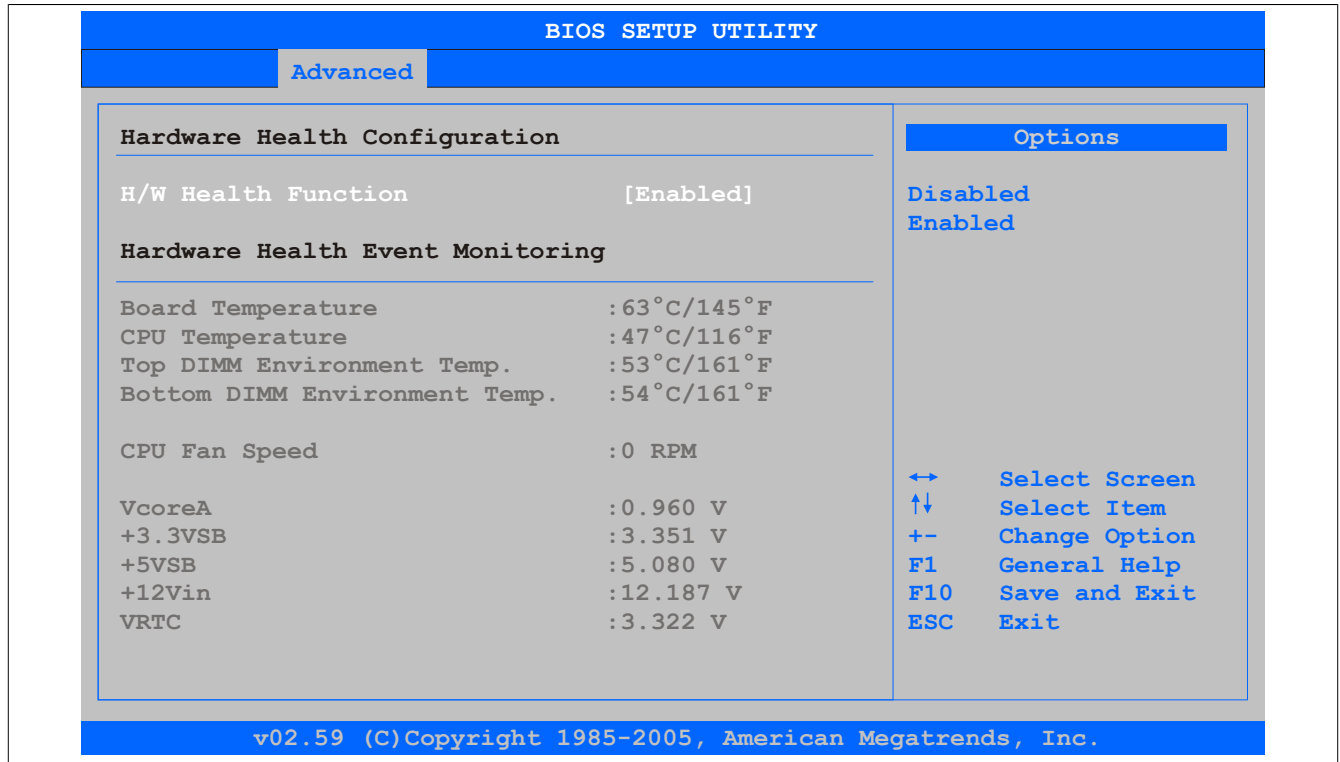 BIOS SETUP UTILITY
Advanced
Hardware Health Configuration
H/W Health Function [Enabled]
Hardware Health Event Monitoring
Board Temperature :63°C/145°F
CPU Temperature :47°C/116°F
Top DIMM Environment Temp. :53°C/161°F
Bottom DIMM Environment Temp. :54°C/161°F
CPU Fan Speed :0 RPM
VcoreA :0.960 V
+3.3VSB :3.351 V
+5VSB :5.080 V
+12Vin :12.187 V
VRTC :3.322 V
Options
Disabled
Enabled
↔ Select Screen
↑↓ Select Item
+- Change Option
F1 General Help
F10 Save and Exit
ESC Exit
v02.59 (C)Copyright 1985-2005, American Megatrends, Inc.